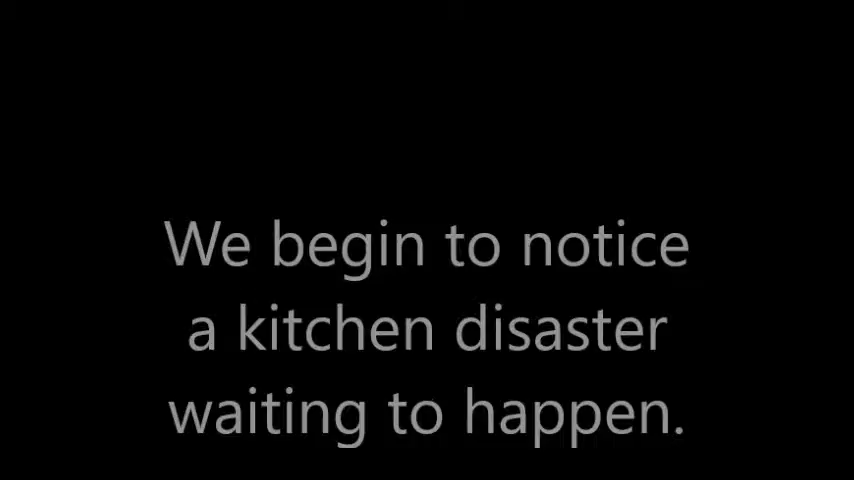 We begin to notice
a kitchen disaster
waiting to happen.